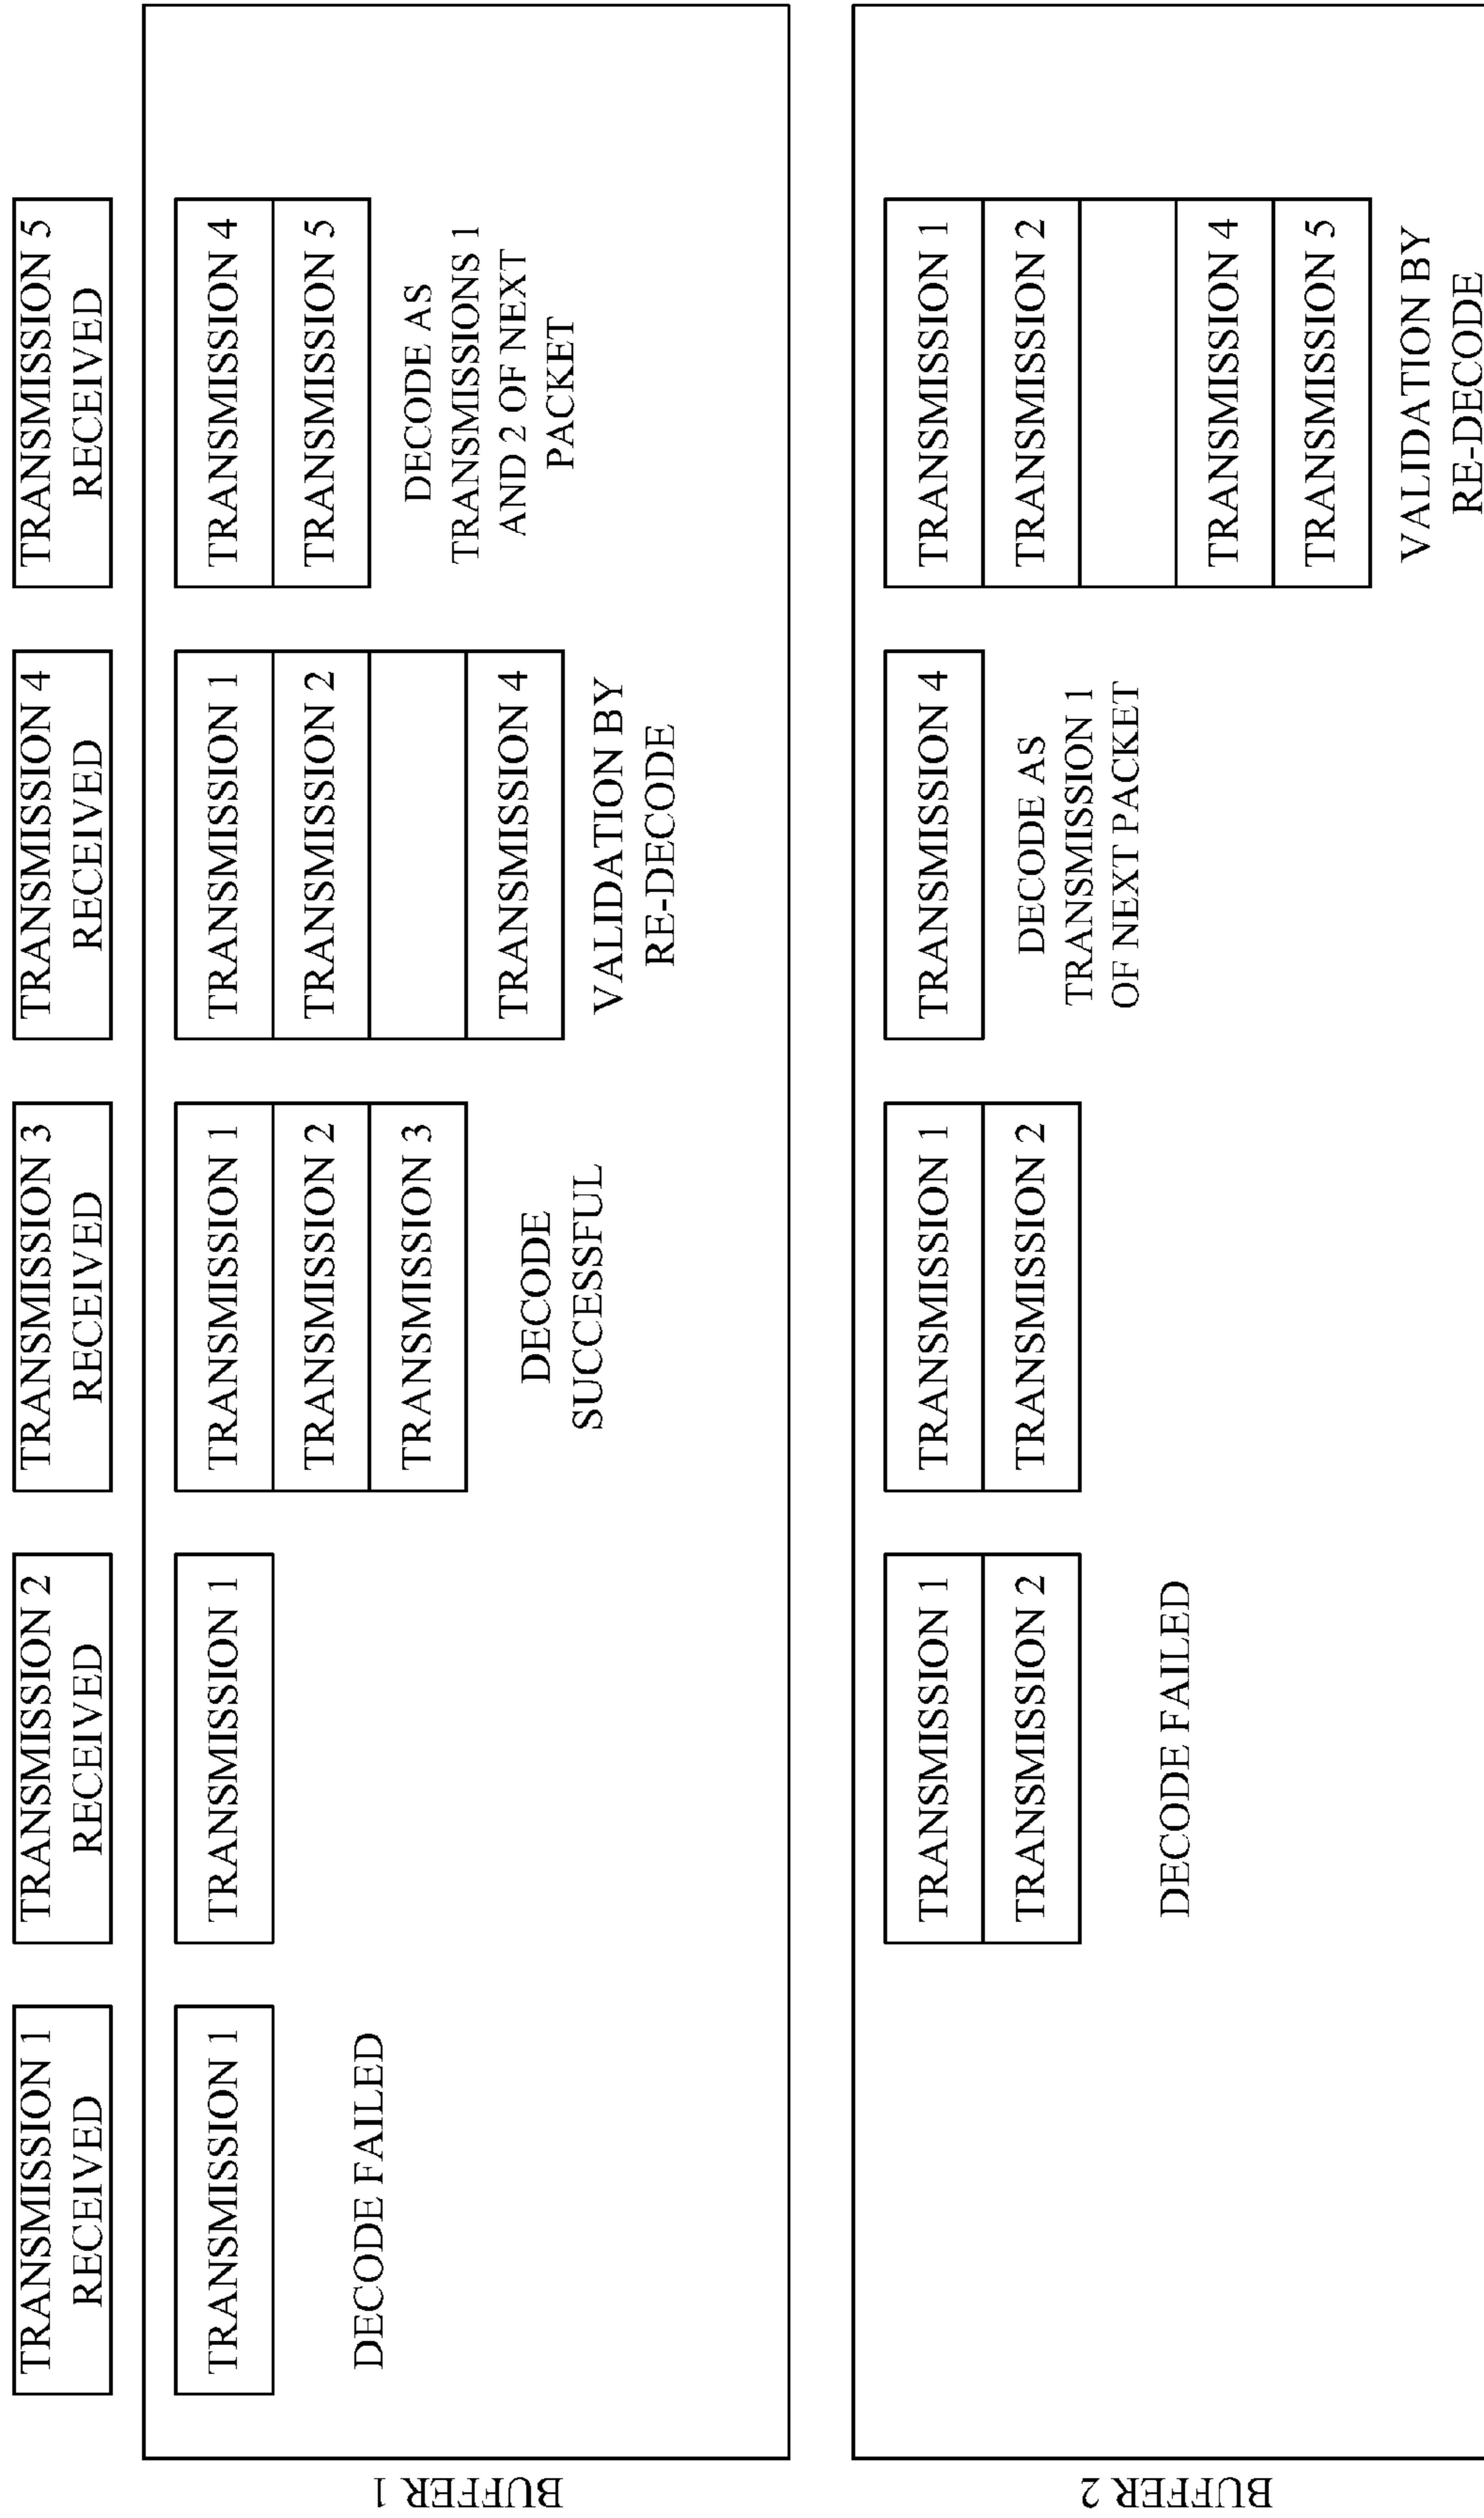 TRANSMISSION 1
RECEIVED
TRANSMISSION 2
RECEIVED
TRANSMISSION 3
RECEIVED
TRANSMISSION 4
RECEIVED
TRANSMISSION 5
RECEIVED
BUFFER 1
TRANSMISSION 1
DECODE FAILED
TRANSMISSION 1
TRANSMISSION 1
TRANSMISSION 2
TRANSMISSION 3
DECODE
SUCCESSFUL
TRANSMISSION 1
TRANSMISSION 2
TRANSMISSION 4
VALIDATION BY
RE-DECODE
TRANSMISSION 4
TRANSMISSION 5
DECODE AS
TRANSMISSIONS 1
AND 2 OF NEXT
PACKET
BUFFER 2
TRANSMISSION 1
TRANSMISSION 2
DECODE FAILED
TRANSMISSION 1
TRANSMISSION 2
TRANSMISSION 4
DECODE AS
TRANSMISSION 1
OF NEXT PACKET
TRANSMISSION 1
TRANSMISSION 2
TRANSMISSION 4
TRANSMISSION 5
VALIDATION BY
RE-DECODE